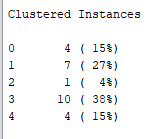 Clustered Instances
0 4 ( 15%)
1 7 ( 27%)
2 1 ( 4%)
3 10 ( 38%)
4 4 ( 15%)